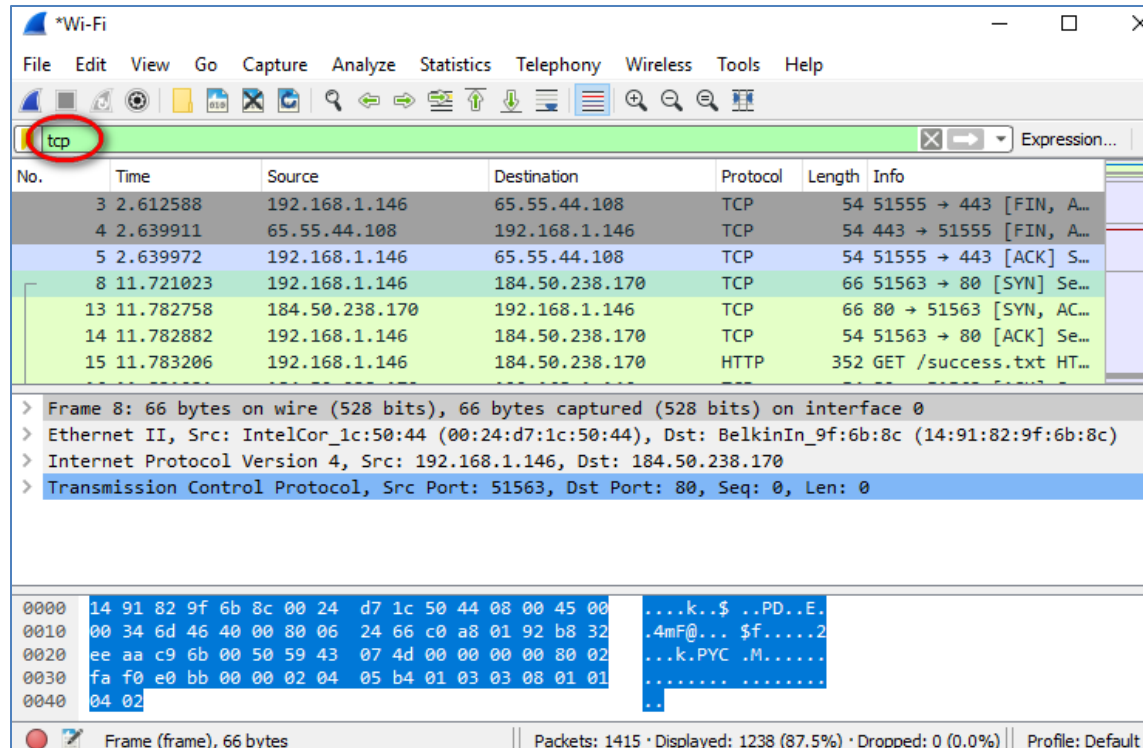 *Wi-Fi
File Edit View Go Capture Analyze Statistics Telephony Wireless Tools Help
tcp Expression...
No. Time Source Destination Protocol Length Info
3 2.612588 192.168.1.146 65.55.44.108 TCP 54 51555 → 443 [FIN, A…
4 2.639911 65.55.44.108 192.168.1.146 TCP 54 443 → 51555 [FIN, A…
5 2.639972 192.168.1.146 65.55.44.108 TCP 54 51555 → 443 [ACK] S…
8 11.721023 192.168.1.146 184.50.238.170 TCP 66 51563 → 80 [SYN] Se…
13 11.782758 184.50.238.170 192.168.1.146 TCP 66 80 → 51563 [SYN, AC…
14 11.782882 192.168.1.146 184.50.238.170 TCP 54 51563 → 80 [ACK] Se…
15 11.783206 192.168.1.146 184.50.238.170 HTTP 352 GET /success.txt HT…
> Frame 8: 66 bytes on wire (528 bits), 66 bytes captured (528 bits) on interface 0
> Ethernet II, Src: IntelCor_1c:50:44 (00:24:d7:1c:50:44), Dst: BelkinIn_9f:6b:8c (14:91:82:9f:6b:8c)
> Internet Protocol Version 4, Src: 192.168.1.146, Dst: 184.50.238.170
> Transmission Control Protocol, Src Port: 51563, Dst Port: 80, Seq: 0, Len: 0
0000 14 91 82 9f 6b 8c 00 24 d7 1c 50 44 08 00 45 00 ....k..$ ..PD..E.
0010 00 34 6d 46 40 00 80 06 24 66 c0 a8 01 92 b8 32 .4mF@... $f.....2
0020 ee aa c9 6b 00 50 59 43 07 4d 00 00 00 00 80 02 ...k.PYC .M......
0030 fa f0 e0 bb 00 00 02 04 05 b4 01 03 03 08 01 01 ........ ........
0040 04 02 ..
Frame (frame), 66 bytes Packets: 1415 · Displayed: 1238 (87.5%) · Dropped: 0 (0.0%) Profile: Default